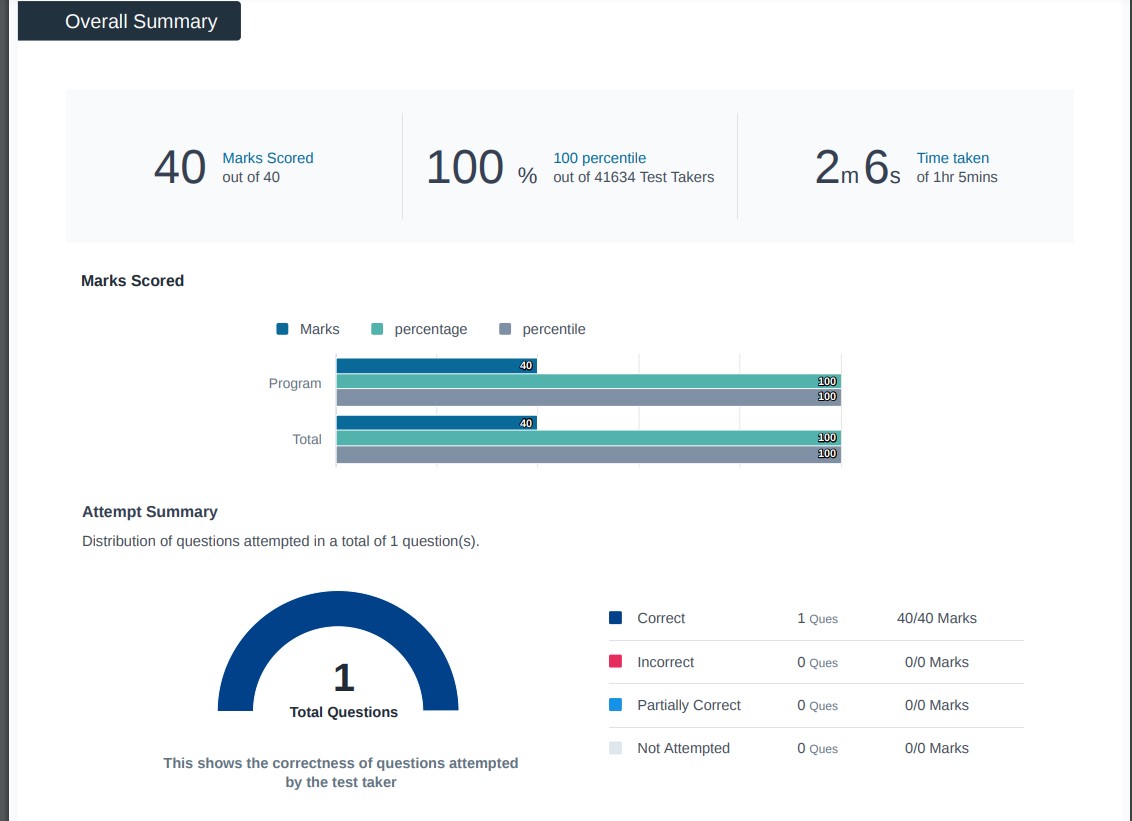 Overall Summary
40 Marks Scored
out of 40
100 % 100 percentile
out of 41634 Test Takers
2m 6s Time taken
of 1hr 5mins
Marks Scored
Marks percentage percentile
Program 40
100
100
Total 40
100
100
Attempt Summary
Distribution of questions attempted in a total of 1 question(s).
1
Total Questions
This shows the correctness of questions attempted
by the test taker
Correct 1 Ques 40/40 Marks
Incorrect 0 Ques 0/0 Marks
Partially Correct 0 Ques 0/0 Marks
Not Attempted 0 Ques 0/0 Marks